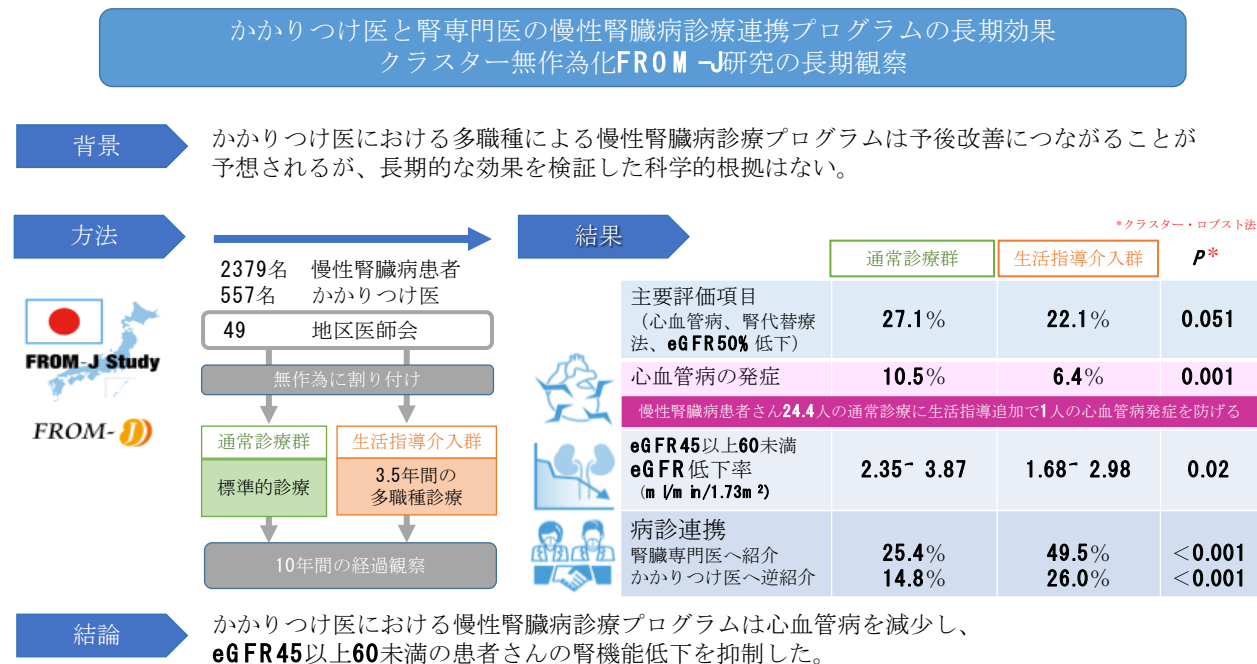 かかりつけ医と腎専門医の慢性腎臓病診療連携プログラムの長期効果
クラスター無作為化FROM-J研究の長期観察
背景
かかりつけ医における多職種による慢性腎臓病診療プログラムは予後改善につながることが
予想されるが、長期的な効果を検証した科学的根拠はない。
方法
2379名 慢性腎臓病患者
557名 かかりつけ医
49 地区医師会
無作為に割り付け
通常診療群 生活指導介入群
標準的診療
3.5年間の
多職種診療
10年間の経過観察
FROM-J Study
FROM-J
結果
*クラスター・ロブスト法
通常診療群 生活指導介入群 P*
主要評価項目
（心血管病、腎代替療
法、eGFR50% 低下）
27.1% 22.1% 0.051
心血管病の発症 10.5% 6.4% 0.001
慢性腎臓病患者さん24.4人の通常診療に生活指導追加で1人の心血管病発症を防げる
eGFR45以上60未満
eGFR低下率
(ml/min/1.73m²)
2.35- 3.87 1.68- 2.98 0.02
病診連携
腎臓専門医へ紹介 25.4% 49.5% <0.001
かかりつけ医へ逆紹介 14.8% 26.0% <0.001
結論
かかりつけ医における慢性腎臓病診療プログラムは心血管病を減少し、
eGFR45以上60未満の患者さんの腎機能低下を抑制した。